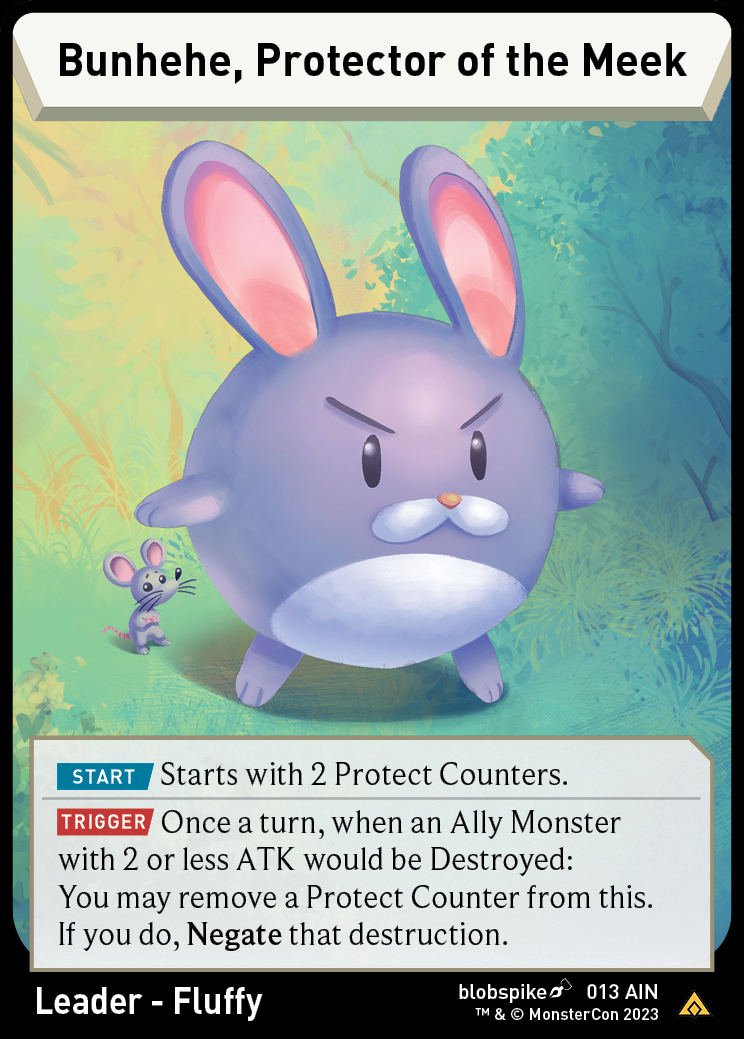 Bunhehe, Protector of the Meek
START Starts with 2 Protect Counters.
TRIGGER Once a turn, when an Ally Monster
with 2 or less ATK would be Destroyed:
You may remove a Protect Counter from this.
If you do, Negate that destruction.
Leader - Fluffy
blobspike 013 AIN
™ & © MonsterCon 2023